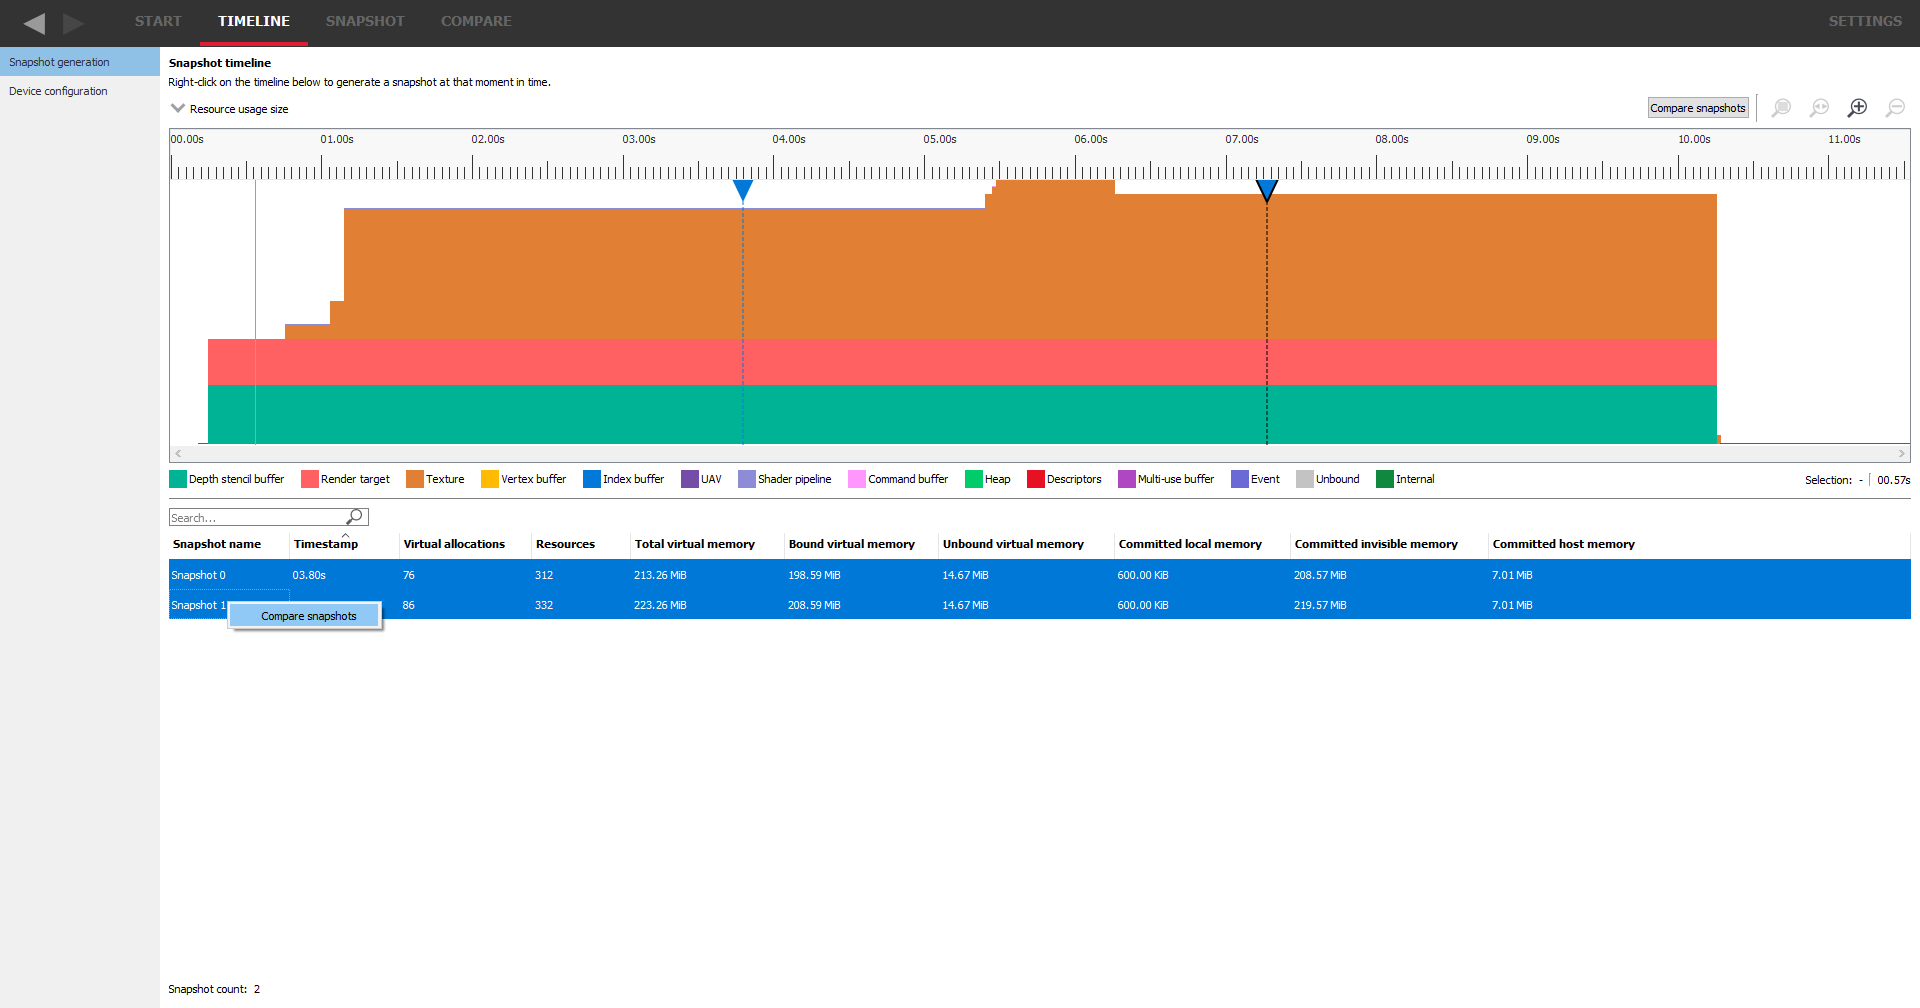 START TIMELINE SNAPSHOT COMPARE SETTINGS
Snapshot generation
Device configuration
Snapshot timeline
Right-click on the timeline below to generate a snapshot at that moment in time.
Resource usage size
Compare snapshots
00.00s 01.00s 02.00s 03.00s 04.00s 05.00s 06.00s 07.00s 08.00s 09.00s 10.00s 11.00s
Depth stencil buffer Render target Texture Vertex buffer Index buffer UAV Shader pipeline Command buffer Heap Descriptors Multi-use buffer Event Unbound Internal
Selection: - 00.57s
Search...
Snapshot name Timestamp Virtual allocations Resources Total virtual memory Bound virtual memory Unbound virtual memory Committed local memory Committed invisible memory Committed host memory
Snapshot 0 03.80s 76 312 213.26 MiB 198.59 MiB 14.67 MiB 600.00 KiB 208.57 MiB 7.01 MiB
Snapshot 1 86 332 223.26 MiB 208.59 MiB 14.67 MiB 600.00 KiB 219.57 MiB 7.01 MiB
Compare snapshots
Snapshot count: 2